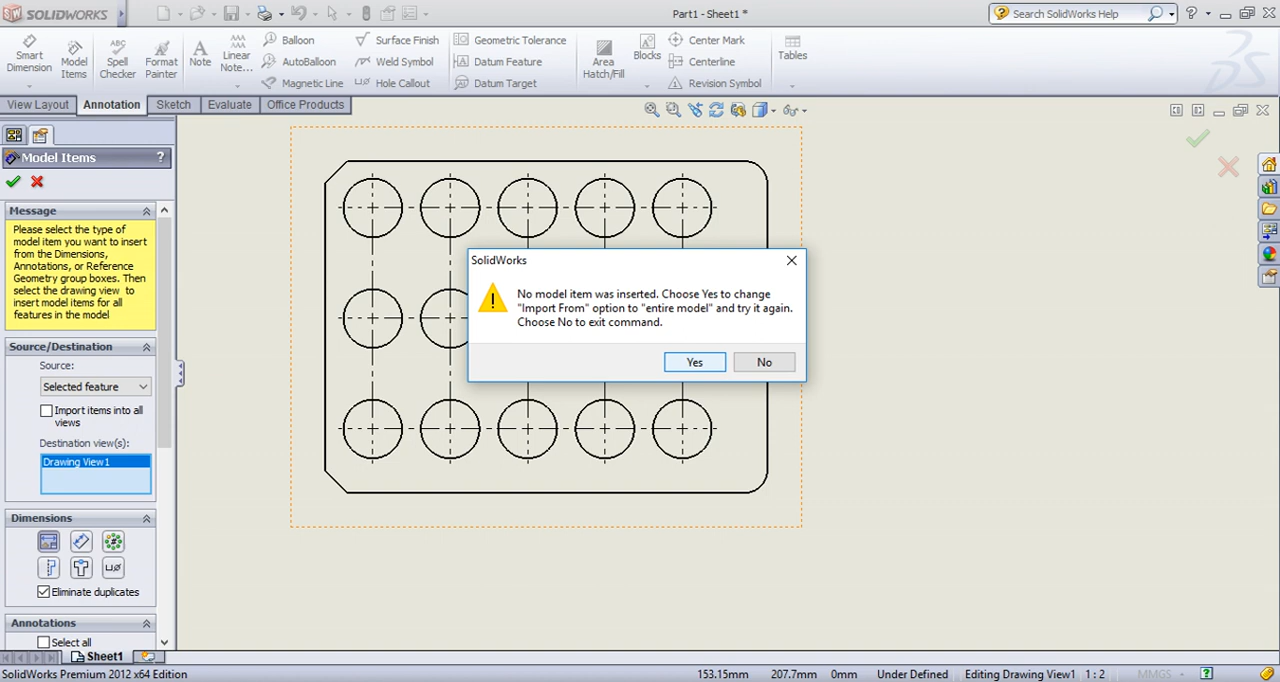 SOLIDWORKS
Part1 - Sheet1 *
Search SolidWorks Help
?
Smart
Dimension
Model
Items
ABC
Spell
Checker
Format
Painter
A
Note
Linear
Note...
Balloon
AutoBalloon
Magnetic Line
Surface Finish
Weld Symbol
Hole Callout
Geometric Tolerance
Datum Feature
Datum Target
Area
Hatch/Fill
Blocks
Center Mark
Centerline
Revision Symbol
Tables
View Layout
Annotation
Sketch
Evaluate
Office Products
Model Items
?
Message
Please select the type of
model item you want to insert
from the Dimensions,
Annotations, or Reference
Geometry group boxes. Then
select the drawing view to
insert model items for all
features in the model
Source/Destination
Source:
Selected feature
Import items into all
views
Destination view(s):
Drawing View1
Dimensions
Eliminate duplicates
Annotations
Select all
SolidWorks
No model item was inserted. Choose Yes to change
"Import From" option to "entire model" and try it again.
Choose No to exit command.
Yes
No
Sheet1
SolidWorks Premium 2012 x64 Edition
153.15mm
207.7mm
0mm
Under Defined
Editing Drawing View1
1 : 2
MMGS
?